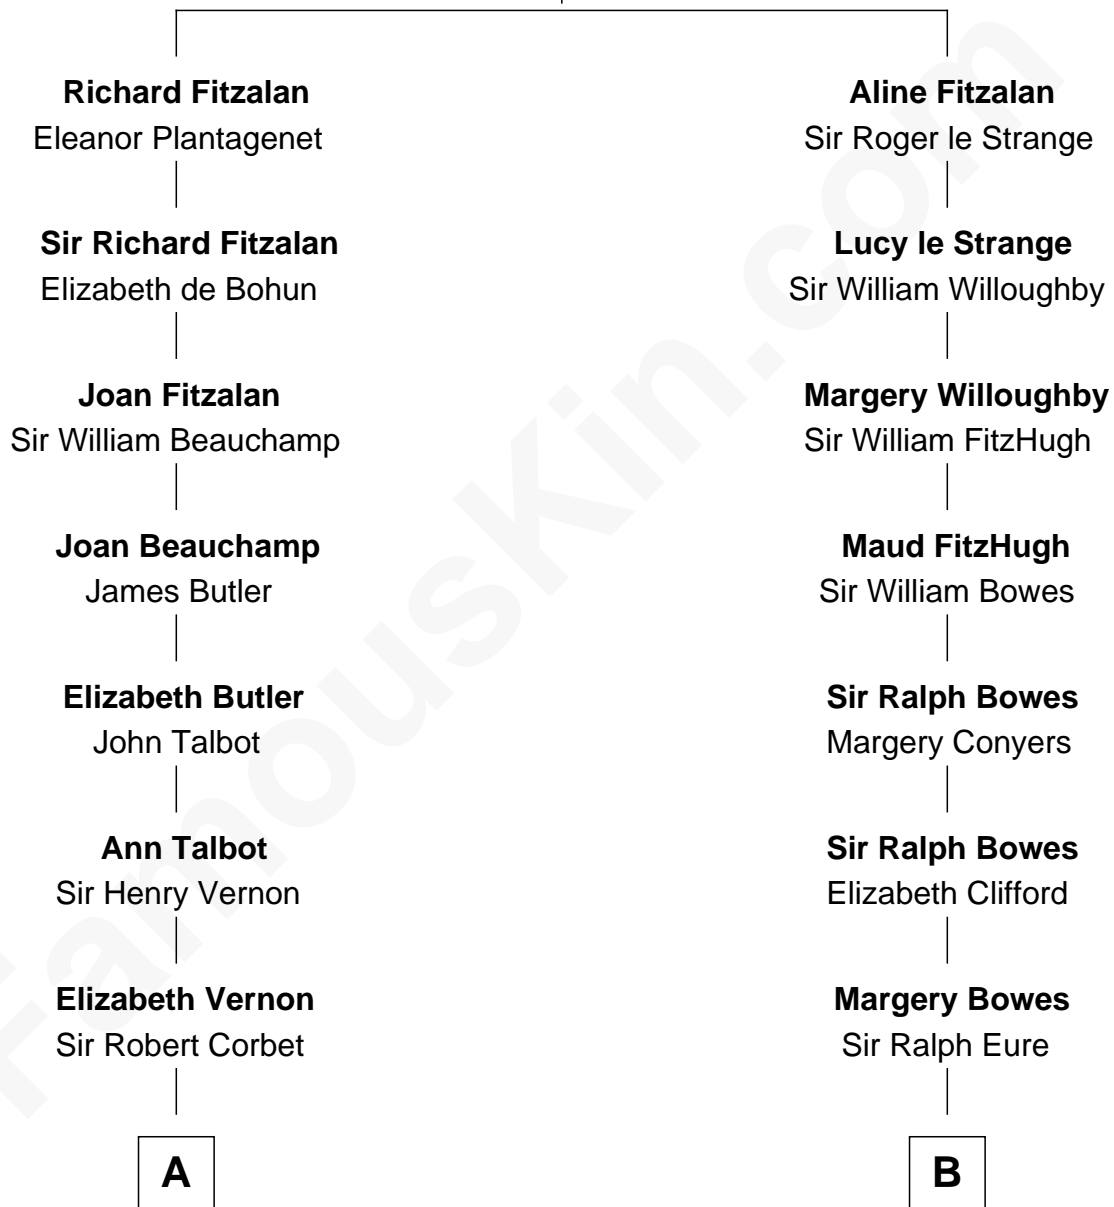 Richard Fitzalan
Eleanor Plantagenet
Sir Richard Fitzalan
Elizabeth de Bohun
Joan Fitzalan
Sir William Beauchamp
Joan Beauchamp
James Butler
Elizabeth Butler
John Talbot
Ann Talbot
Sir Henry Vernon
Elizabeth Vernon
Sir Robert Corbet
A
Aline Fitzalan
Sir Roger le Strange
Lucy le Strange
Sir William Willoughby
Margery Willoughby
Sir William FitzHugh
Maud FitzHugh
Sir William Bowes
Sir Ralph Bowes
Margery Conyers
Sir Ralph Bowes
Elizabeth Clifford
Margery Bowes
Sir Ralph Eure
B
FamousKin.com